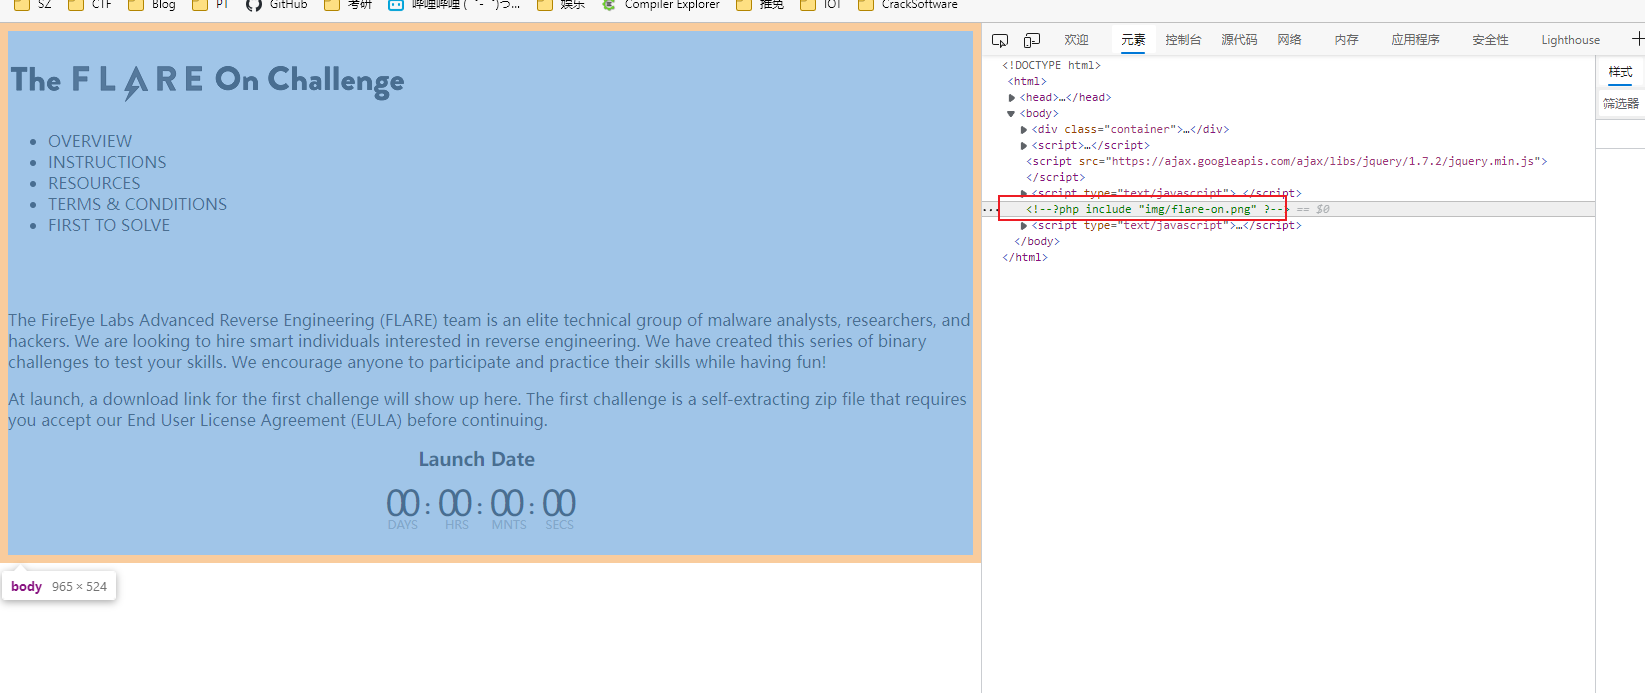 SZ CTF Blog PT GitHub 考研 哔哩哔哩 (゜-゜)つ... 娱乐 Compiler Explorer 推免 IOT CrackSoftware
The FLARE On Challenge
• OVERVIEW
• INSTRUCTIONS
• RESOURCES
• TERMS & CONDITIONS
• FIRST TO SOLVE
The FireEye Labs Advanced Reverse Engineering (FLARE) team is an elite technical group of malware analysts, researchers, and
hackers. We are looking to hire smart individuals interested in reverse engineering. We have created this series of binary
challenges to test your skills. We encourage anyone to participate and practice their skills while having fun!
At launch, a download link for the first challenge will show up here. The first challenge is a self-extracting zip file that requires
you accept our End User License Agreement (EULA) before continuing.
Launch Date
00 : 00 : 00 : 00
DAYS HRS MNTS SECS
body 965 × 524
欢迎 元素 控制台 源代码 网络 内存 应用程序 安全性 Lighthouse
<!DOCTYPE html>
<html>
<head>…</head>
<body>
<div class="container">…</div>
<script>…</script>
<script src="https://ajax.googleapis.com/ajax/libs/jquery/1.7.2/jquery.min.js">
</script>
<script type="text/javascript">…</script>
<!--?php include "img/flare-on.png" ?--> == $0
<script type="text/javascript">…</script>
</body>
</html>
样式
筛选器